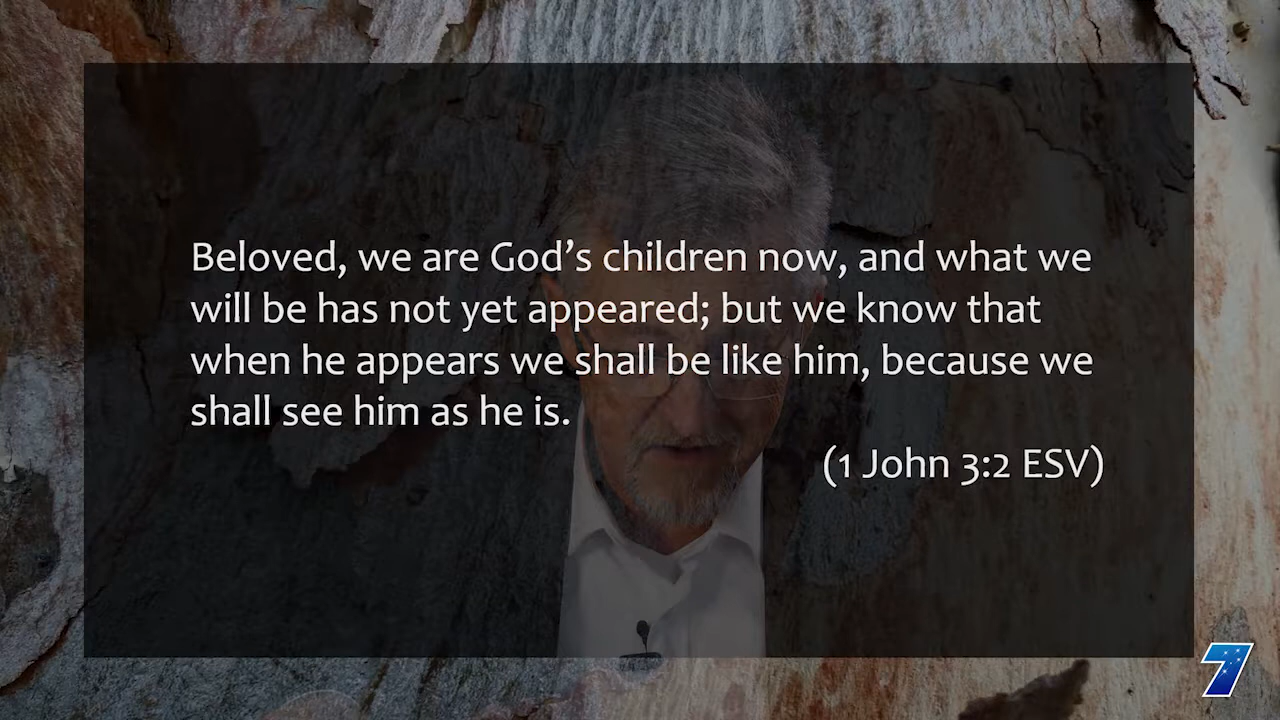 Beloved, we are God’s children now, and what we
will be has not yet appeared; but we know that
when he appears we shall be like him, because we
shall see him as he is.
(1 John 3:2 ESV)
7